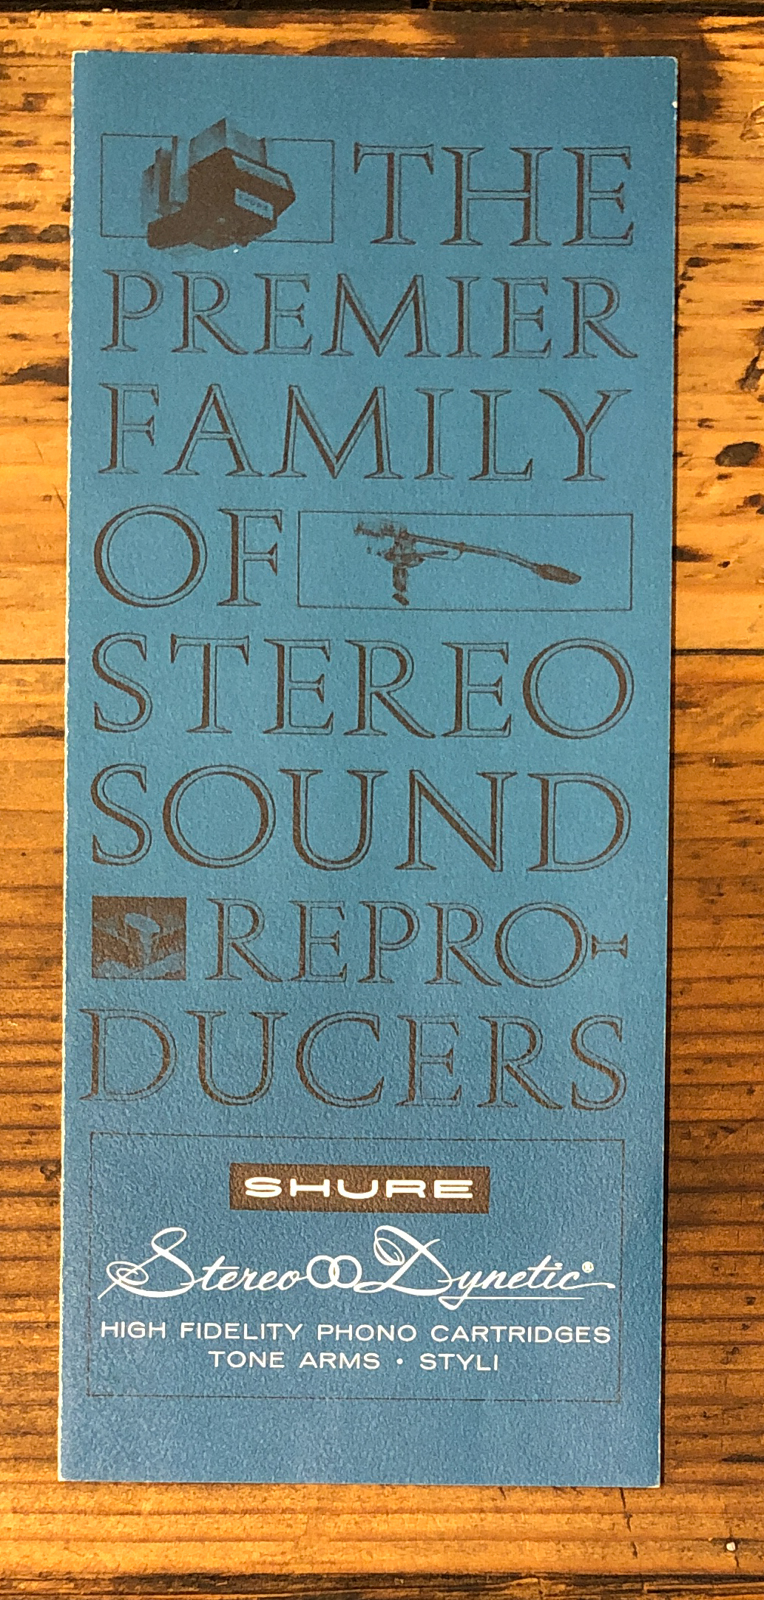 THE
PREMIER
FAMILY
OF
STEREO
SOUND
REPRO-
DUCERS
SHURE
Stereo Dynetic®
HIGH FIDELITY PHONO CARTRIDGES
TONE ARMS • STYLI